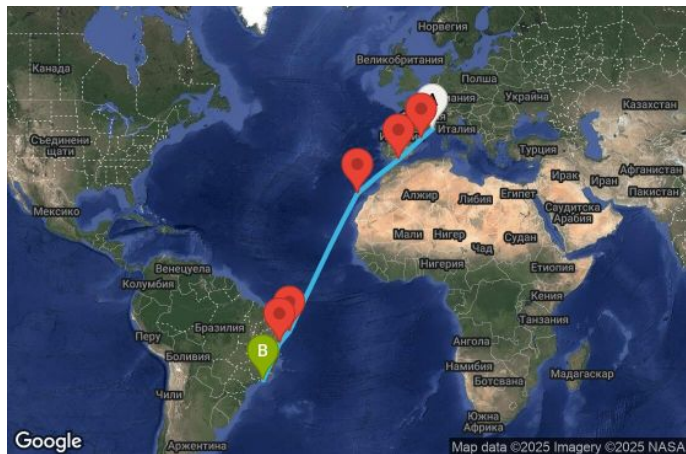 Норвегия
Великобритания
Канада
Полша
Украйна
Казахстан
Италия
Съединени
щати
Турция
Афганистан
Ирак
Иран
Пакистан
Алжир
Либия
Египет
Саудитска
Арабия
Мексико
Мали
Нигер
Чад
Судан
Нигерия
Етиопия
Венецуела
Колумбия
Кения
Танзания
Бразилия
Перу
Ангола
Боливия
B
Намибия
Ботсвана
Мадагаскар
Чили
Южна
Африка
Аржентина
Google
Map data ©2025 Imagery ©2025 NASA